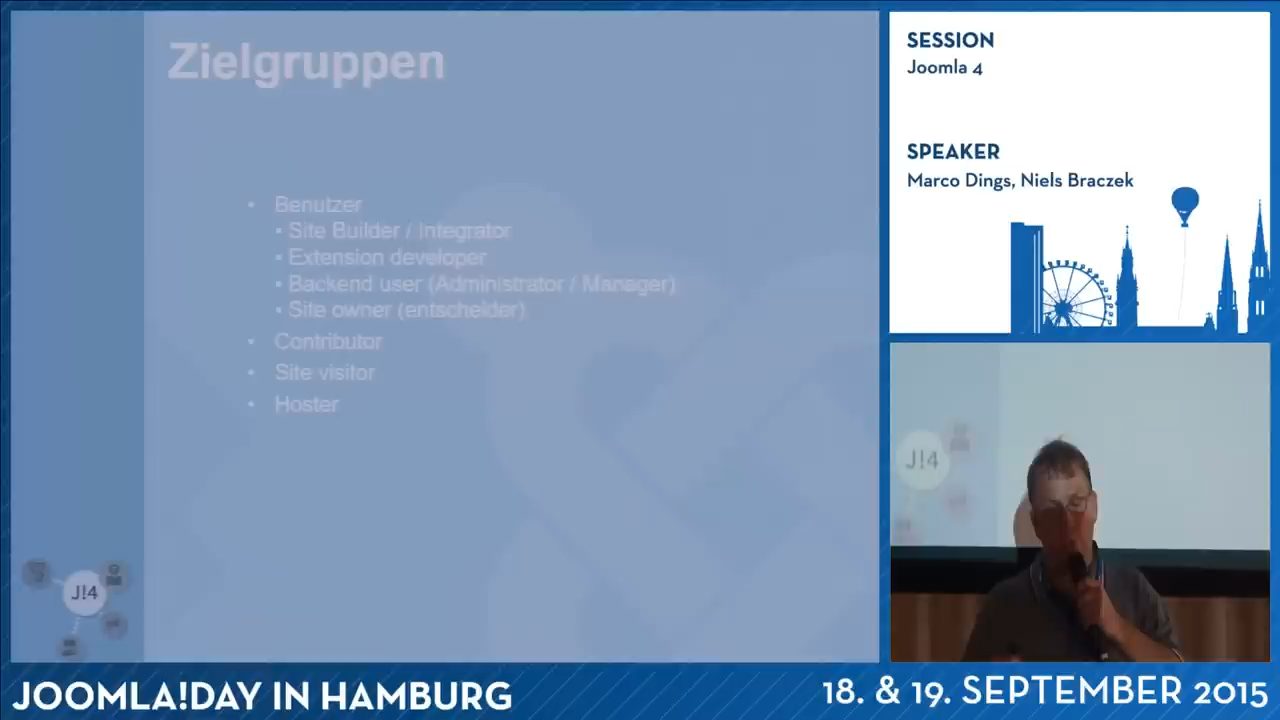 Zielgruppen
• Benutzer
• Site Builder / Integrator
• Extension developer
• Backend user (Administrator / Manager)
• Site owner (entscheider)
• Contributor
• Site visitor
• Hoster
J!4
SESSION
Joomla 4
SPEAKER
Marco Dings, Niels Braczek
J!4
JOOMLA!DAY IN HAMBURG
18. & 19. SEPTEMBER 2015